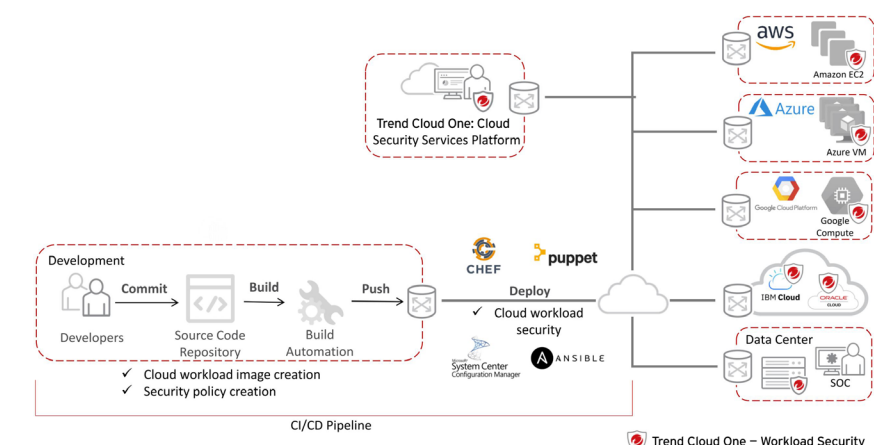 aws
Amazon EC2
Trend Cloud One: Cloud
Security Services Platform
Azure
Azure VM
Google Cloud Platform
Google
Compute
Development
Commit
Build
Push
Developers
Source Code
Repository
Build
Automation
CHEF
puppet
Deploy
✓ Cloud workload
security
Microsoft
System Center
Configuration Manager
A ANSIBLE
IBM Cloud
ORACLE
CLOUD
Data Center
SOC
✓ Cloud workload image creation
✓ Security policy creation
CI/CD Pipeline
Trend Cloud One – Workload Security